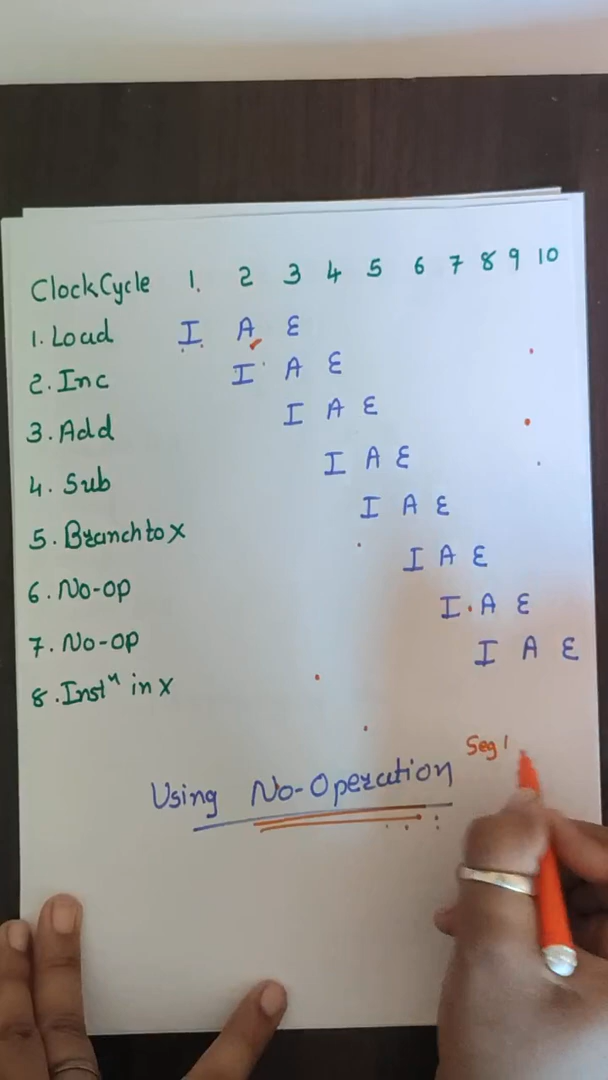 Clock Cycle 1. 2 3 4 5 6 7 8 9 10
1. Load I A E
2. Inc I A E
3. Add I A E
4. Sub I A E
5. Branch to X I A E
6. No-op I A E
7. No-op I A E
8. Instⁿ in X I A E
Seg 1
Using No-Operation